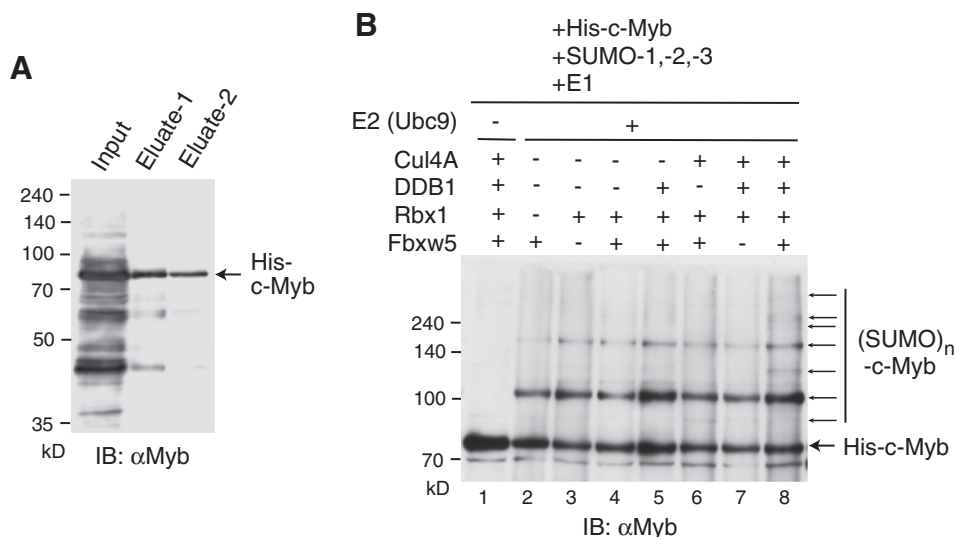 A
Input
Eluate-1
Eluate-2
240
140
100
70
50
35
kD
His-
c-Myb
IB: αMyb
B
+His-c-Myb
+SUMO-1,-2,-3
+E1
E2 (Ubc9) - +
Cul4A + - - - - + + +
DDB1 + - - - + - + +
Rbx1 + - + + + + + +
Fbxw5 + + - + + + - +
240
140
100
70
kD
(SUMO)n
-c-Myb
His-c-Myb
1 2 3 4 5 6 7 8
IB: αMyb